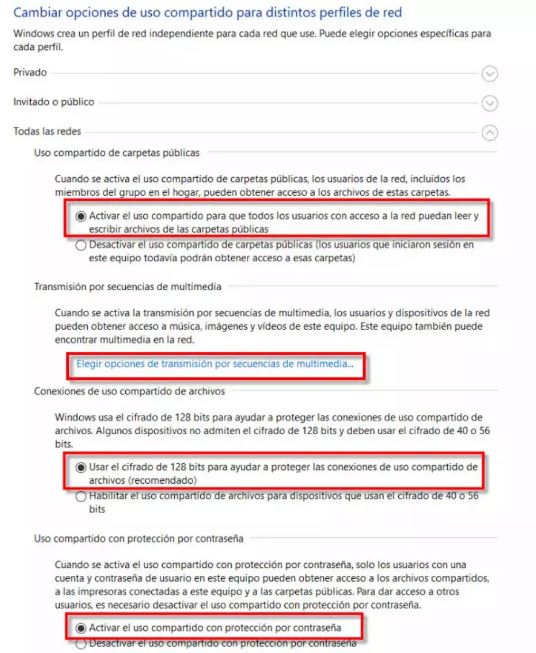 Cambiar opciones de uso compartido para distintos perfiles de red
Windows crea un perfil de red independiente para cada red que use. Puede elegir opciones específicas para
cada perfil.
Privado
Invitado o público
Todas las redes
Uso compartido de carpetas públicas
Cuando se activa el uso compartido de carpetas públicas, los usuarios de la red, incluidos los
miembros del grupo en el hogar, pueden obtener acceso a los archivos de estas carpetas.
Activar el uso compartido para que todos los usuarios con acceso a la red puedan leer y
escribir archivos de las carpetas públicas
Desactivar el uso compartido de carpetas públicas (los usuarios que iniciaron sesión en
este equipo todavía podrán obtener acceso a esas carpetas)
Transmisión por secuencias de multimedia
Cuando se activa la transmisión por secuencias de multimedia, los usuarios y dispositivos de la red
pueden obtener acceso a música, imágenes y vídeos de este equipo. Este equipo también puede
encontrar multimedia en la red.
Elegir opciones de transmisión por secuencias de multimedia...
Conexiones de uso compartido de archivos
Windows usa el cifrado de 128 bits para ayudar a proteger las conexiones de uso compartido de
archivos. Algunos dispositivos no admiten el cifrado de 128 bits y deben usar el cifrado de 40 o 56
bits.
Usar el cifrado de 128 bits para ayudar a proteger las conexiones de uso compartido de
archivos (recomendado)
Habilitar el uso compartido de archivos para dispositivos que usan el cifrado de 40 o 56
bits
Uso compartido con protección por contraseña
Cuando se activa el uso compartido con protección por contraseña, solo los usuarios con una
cuenta y contraseña de usuario en este equipo pueden obtener acceso a los archivos compartidos,
a las impresoras conectadas a este equipo y a las carpetas públicas. Para dar acceso a otros
usuarios, es necesario desactivar el uso compartido con protección por contraseña.
Activar el uso compartido con protección por contraseña
Desactivar el uso compartido con protección por contraseña